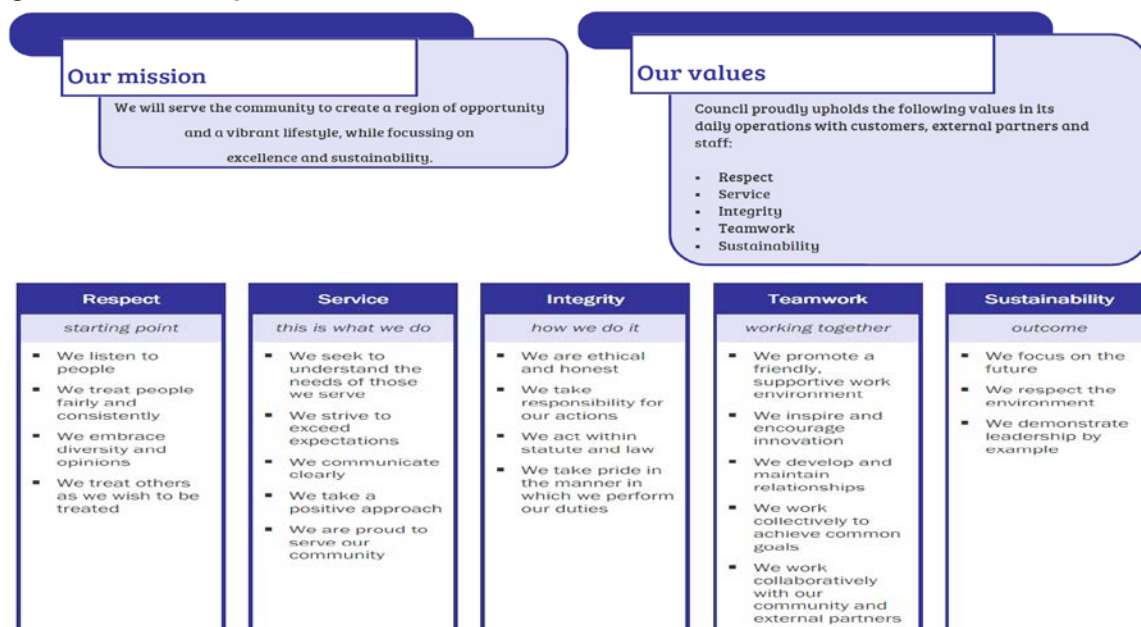 Our mission
We will serve the community to create a region of opportunity
and a vibrant lifestyle, while focussing on
excellence and sustainability.
Our values
Council proudly upholds the following values in its
daily operations with customers, external partners and
staff:
▪ Respect
▪ Service
▪ Integrity
▪ Teamwork
▪ Sustainability
Respect
starting point
▪ We listen to
people
▪ We treat people
fairly and
consistently
▪ We embrace
diversity and
opinions
▪ We treat others
as we wish to be
treated
Service
this is what we do
▪ We seek to
understand the
needs of those
we serve
▪ We strive to
exceed
expectations
▪ We communicate
clearly
▪ We take a
positive approach
▪ We are proud to
serve our
community
Integrity
how we do it
▪ We are ethical
and honest
▪ We take
responsibility for
our actions
▪ We act within
statute and law
▪ We take pride in
the manner in
which we perform
our duties
Teamwork
working together
▪ We promote a
friendly,
supportive work
environment
▪ We inspire and
encourage
innovation
▪ We develop and
maintain
relationships
▪ We work
collectively to
achieve common
goals
▪ We work
collaboratively
with our
community and
external partners
Sustainability
outcome
▪ We focus on the
future
▪ We respect the
environment
▪ We demonstrate
leadership by
example